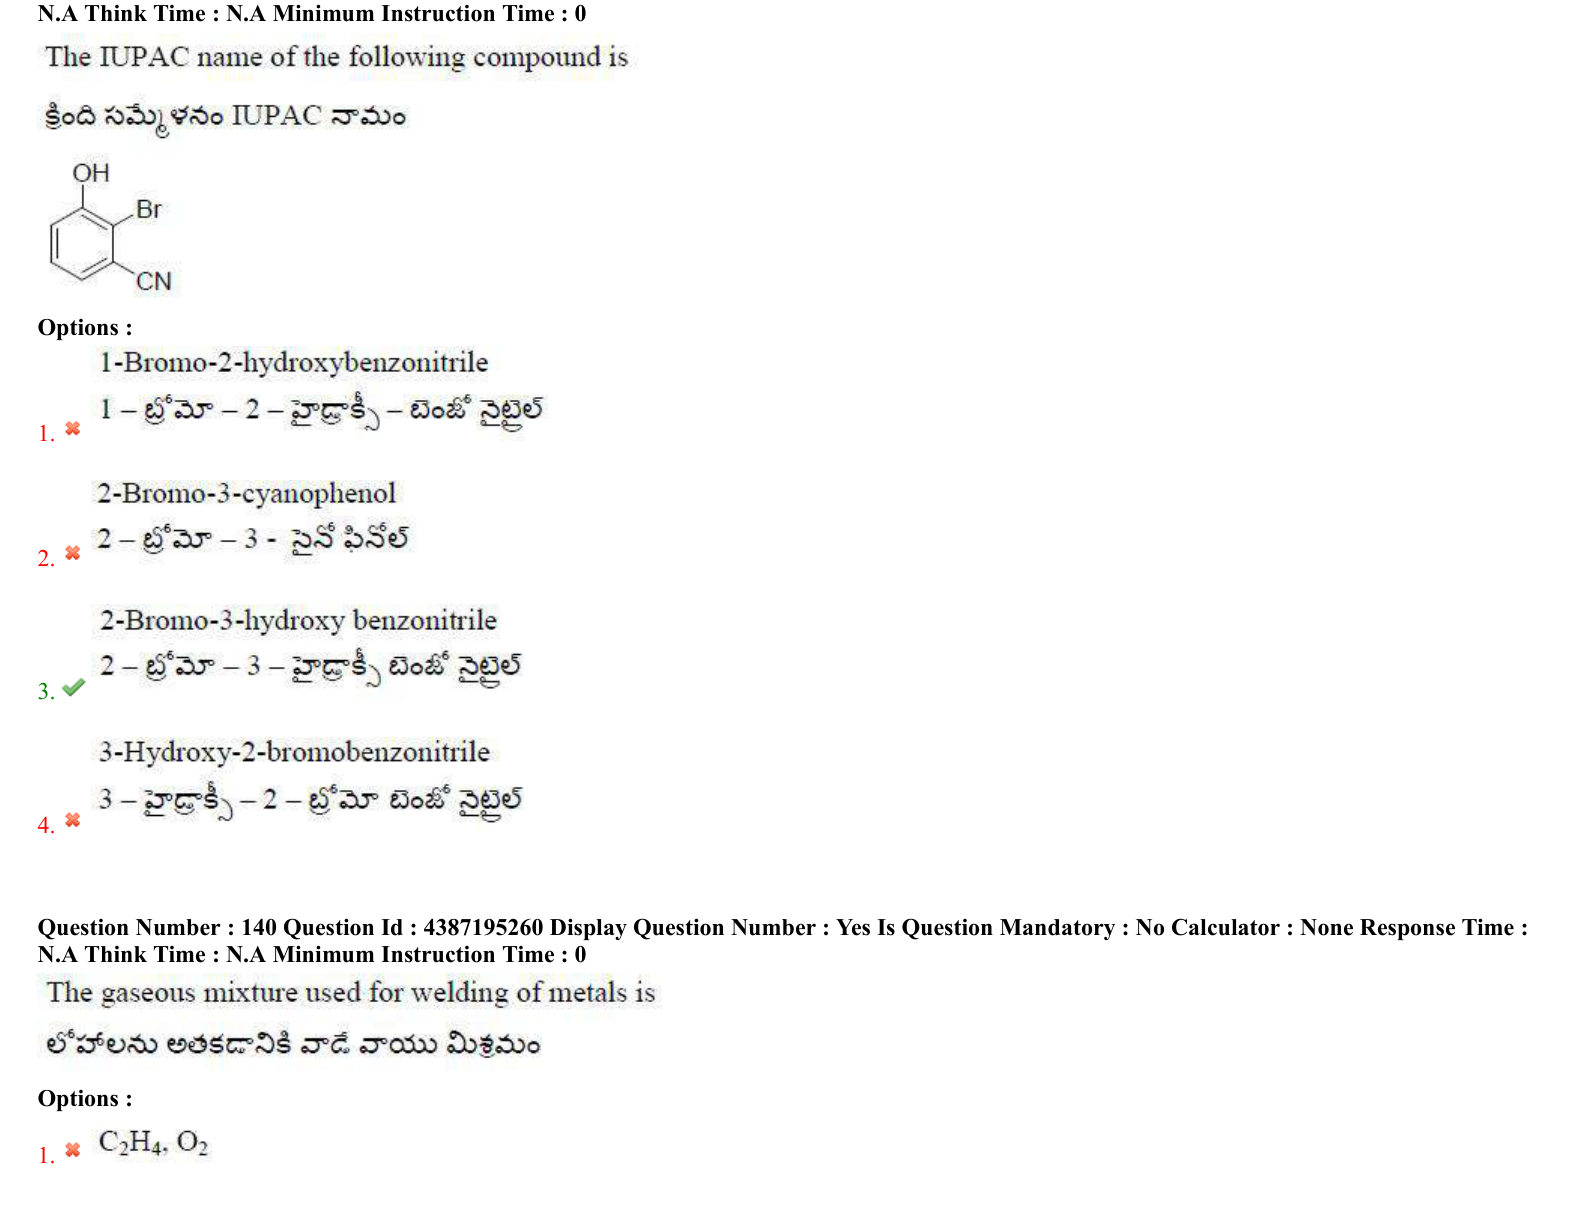 N.A Think Time : N.A Minimum Instruction Time : 0
The IUPAC name of the following compound is
క్రింది సమ్మేళనం IUPAC నామం
OH
Br
CN
Options :
1-Bromo-2-hydroxybenzonitrile
1 – బ్రోమో – 2 – హైడ్రాక్సీ – బెంజో నైట్రైల్
1.
2-Bromo-3-cyanophenol
2 – బ్రోమో – 3 - సైనో ఫినోల్
2.
2-Bromo-3-hydroxy benzonitrile
2 – బ్రోమో – 3 – హైడ్రాక్సీ బెంజో నైట్రైల్
3.
3-Hydroxy-2-bromobenzonitrile
3 – హైడ్రాక్సీ – 2 – బ్రోమో బెంజో నైట్రైల్
4.
Question Number : 140 Question Id : 4387195260 Display Question Number : Yes Is Question Mandatory : No Calculator : None Response Time :
N.A Think Time : N.A Minimum Instruction Time : 0
The gaseous mixture used for welding of metals is
లోహాలను అతకడానికి వాడే వాయు మిశ్రమం
Options :
1. C₂H₄, O₂